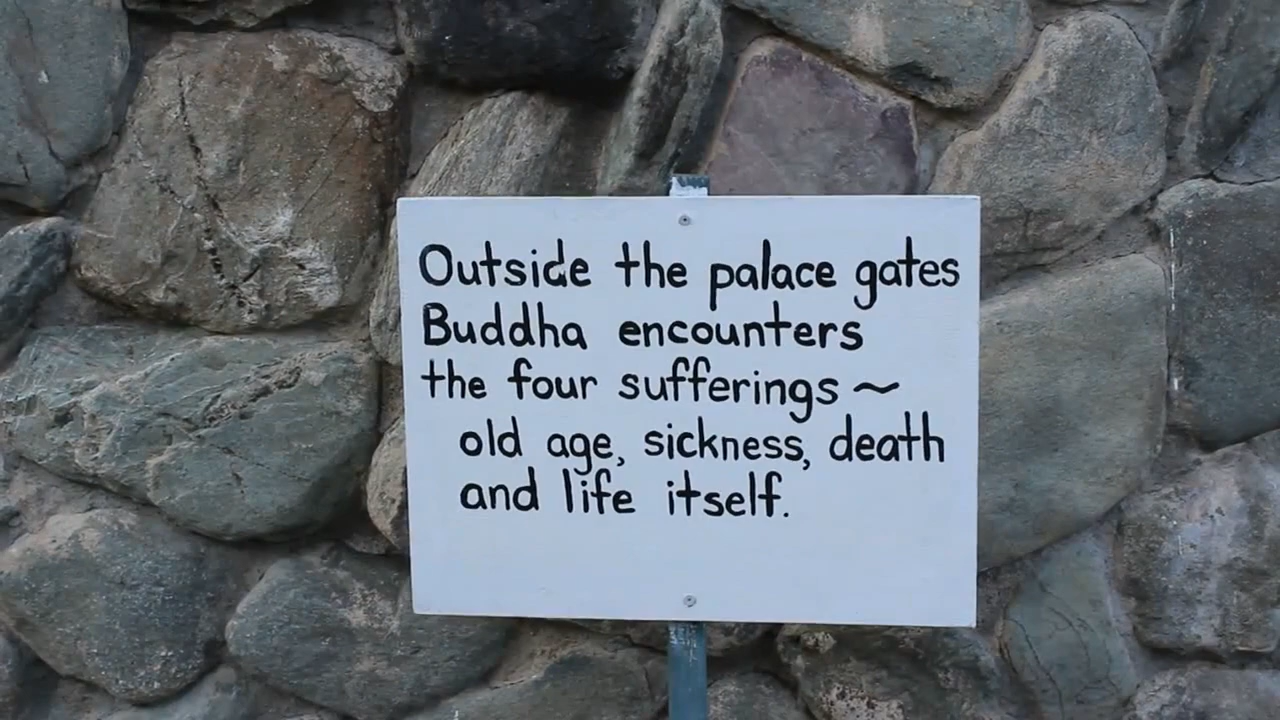 Outside the palace gates
Buddha encounters
the four sufferings ~
old age, sickness, death
and life itself.